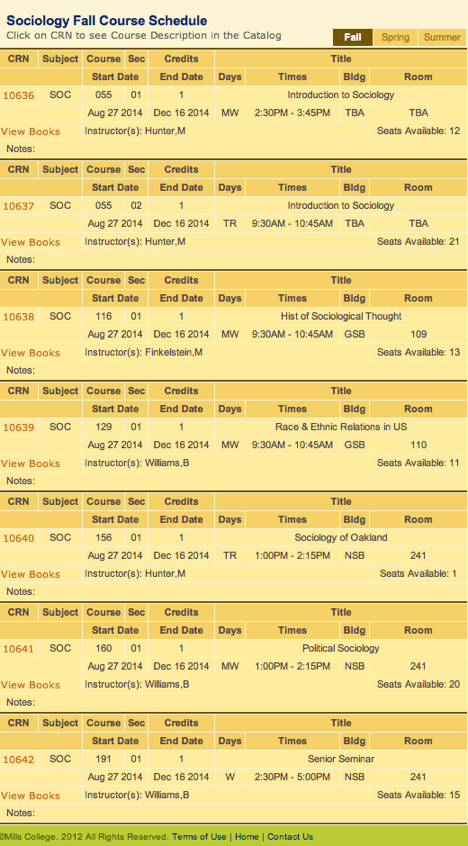 Sociology Fall Course Schedule
Click on CRN to see Course Description in the Catalog
Fall Spring Summer
CRN Subject Course Sec Credits Title
Start Date End Date Days Times Bldg Room
10636 SOC 055 01 1 Introduction to Sociology
Aug 27 2014 Dec 16 2014 MW 2:30PM - 3:45PM TBA TBA
View Books Instructor(s): Hunter,M Seats Available: 12
Notes:
CRN Subject Course Sec Credits Title
Start Date End Date Days Times Bldg Room
10637 SOC 055 02 1 Introduction to Sociology
Aug 27 2014 Dec 16 2014 TR 9:30AM - 10:45AM TBA TBA
View Books Instructor(s): Hunter,M Seats Available: 21
Notes:
CRN Subject Course Sec Credits Title
Start Date End Date Days Times Bldg Room
10638 SOC 116 01 1 Hist of Sociological Thought
Aug 27 2014 Dec 16 2014 MW 9:30AM - 10:45AM GSB 109
View Books Instructor(s): Finkelstein,M Seats Available: 13
Notes:
CRN Subject Course Sec Credits Title
Start Date End Date Days Times Bldg Room
10639 SOC 129 01 1 Race & Ethnic Relations in US
Aug 27 2014 Dec 16 2014 MW 9:30AM - 10:45AM GSB 110
View Books Instructor(s): Williams,B Seats Available: 11
Notes:
CRN Subject Course Sec Credits Title
Start Date End Date Days Times Bldg Room
10640 SOC 156 01 1 Sociology of Oakland
Aug 27 2014 Dec 16 2014 TR 1:00PM - 2:15PM NSB 241
View Books Instructor(s): Hunter,M Seats Available: 1
Notes:
CRN Subject Course Sec Credits Title
Start Date End Date Days Times Bldg Room
10641 SOC 160 01 1 Political Sociology
Aug 27 2014 Dec 16 2014 MW 1:00PM - 2:15PM NSB 241
View Books Instructor(s): Williams,B Seats Available: 20
Notes:
CRN Subject Course Sec Credits Title
Start Date End Date Days Times Bldg Room
10642 SOC 191 01 1 Senior Seminar
Aug 27 2014 Dec 16 2014 W 2:30PM - 5:00PM NSB 241
View Books Instructor(s): Williams,B Seats Available: 15
Notes:
©Mills College. 2012 All Rights Reserved. Terms of Use | Home | Contact Us